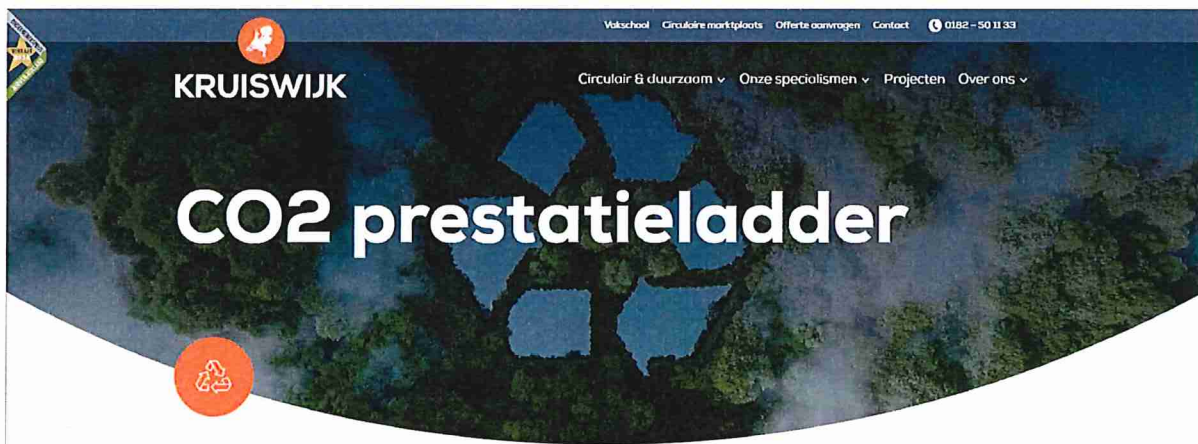 Vakschool Circulaire marktplaats Offerte aanvragen Contact 0182 – 50 11 33
KRUISWIJK
Circulair & duurzaam Onze specialismen Projecten Over ons
CO2 prestatieladder